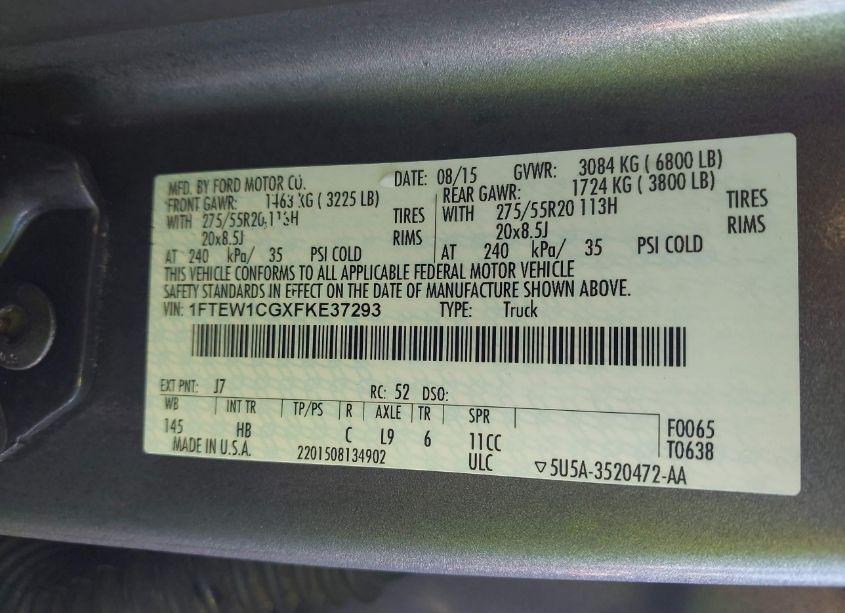 MFD. BY FORD MOTOR CO. DATE: 08/15 GVWR: 3084 KG ( 6800 LB)
FRONT GAWR: 1463 KG ( 3225 LB) REAR GAWR: 1724 KG ( 3800 LB)
WITH 275/55R20 113H TIRES WITH 275/55R20 113H TIRES
20x8.5J RIMS 20x8.5J RIMS
AT 240 kPa/ 35 PSI COLD AT 240 kPa/ 35 PSI COLD
THIS VEHICLE CONFORMS TO ALL APPLICABLE FEDERAL MOTOR VEHICLE
SAFETY STANDARDS IN EFFECT ON THE DATE OF MANUFACTURE SHOWN ABOVE.
VIN: 1FTEW1CGXFKE37293 TYPE: Truck
EXT PNT: J7 RC: 52 DSO:
WB INT TR TP/PS R AXLE TR SPR
145 HB C L9 6 11CC F0065
MADE IN U.S.A. 2201508134902 ULC T0638
▽5U5A-3520472-AA